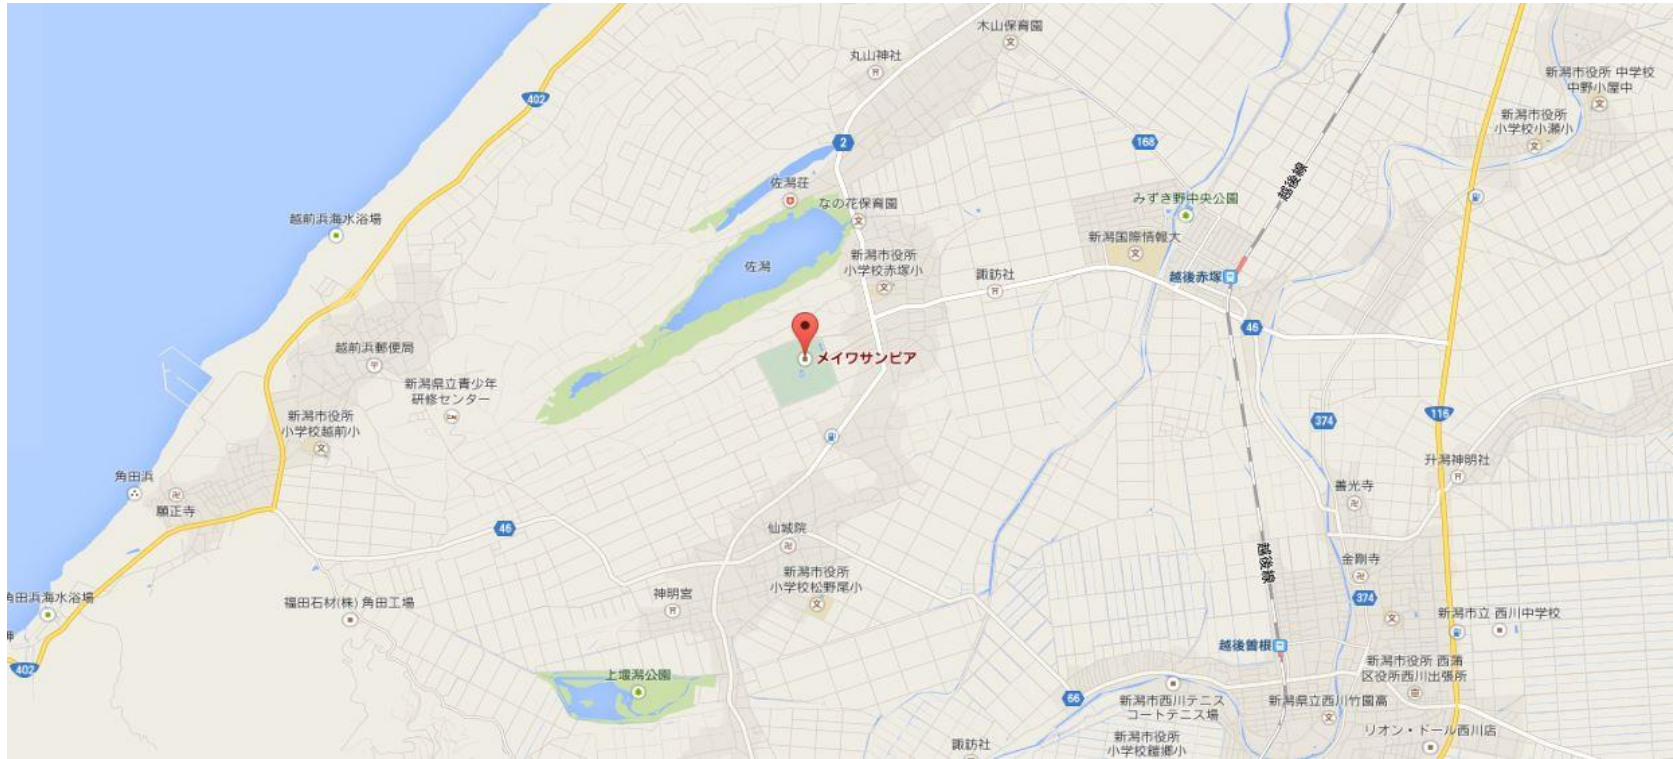 木山保育園
丸山神社
新潟市役所 中学校
中野小屋中
402
新潟市役所
小学校小瀬小
2
168
佐潟荘
越後線
なの花保育園
みずき野中央公園
越前浜海水浴場
新潟国際情報大
新潟市役所
小学校赤塚小
佐潟
諏訪社
越後赤塚
46
越前浜郵便局
メイワサンピア
新潟県立青少年
研修センター
新潟市役所
小学校越前小
116
374
升潟神明社
角田浜
善光寺
願正寺
46
仙城院
越後線
金剛寺
新潟市役所
小学校松野尾小
神明宮
角田浜海水浴場
福田石材(株) 角田工場
374
新潟市立 西川中学校
越後曽根
402
上堰潟公園
新潟市役所 西蒲
区役所西川出張所
66
新潟市西川テニス
コートテニス場
新潟県立西川竹園高
リオン・ドール西川店
諏訪社
新潟市役所
小学校鎧郷小